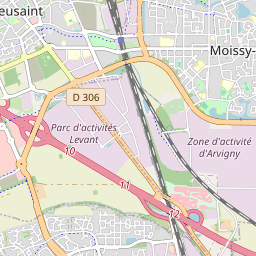 eusaint
Moissy-
D 306
Parc d'activités
Levant
Zone d'activité
d'Arvigny
10
11
12